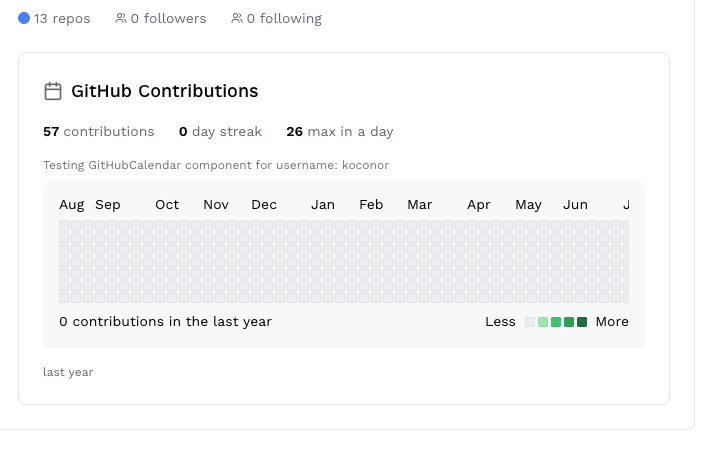 13 repos 0 followers 0 following
GitHub Contributions
57 contributions 0 day streak 26 max in a day
Testing GitHubCalendar component for username: koconor
Aug Sep Oct Nov Dec Jan Feb Mar Apr May Jun J
0 contributions in the last year Less More
last year